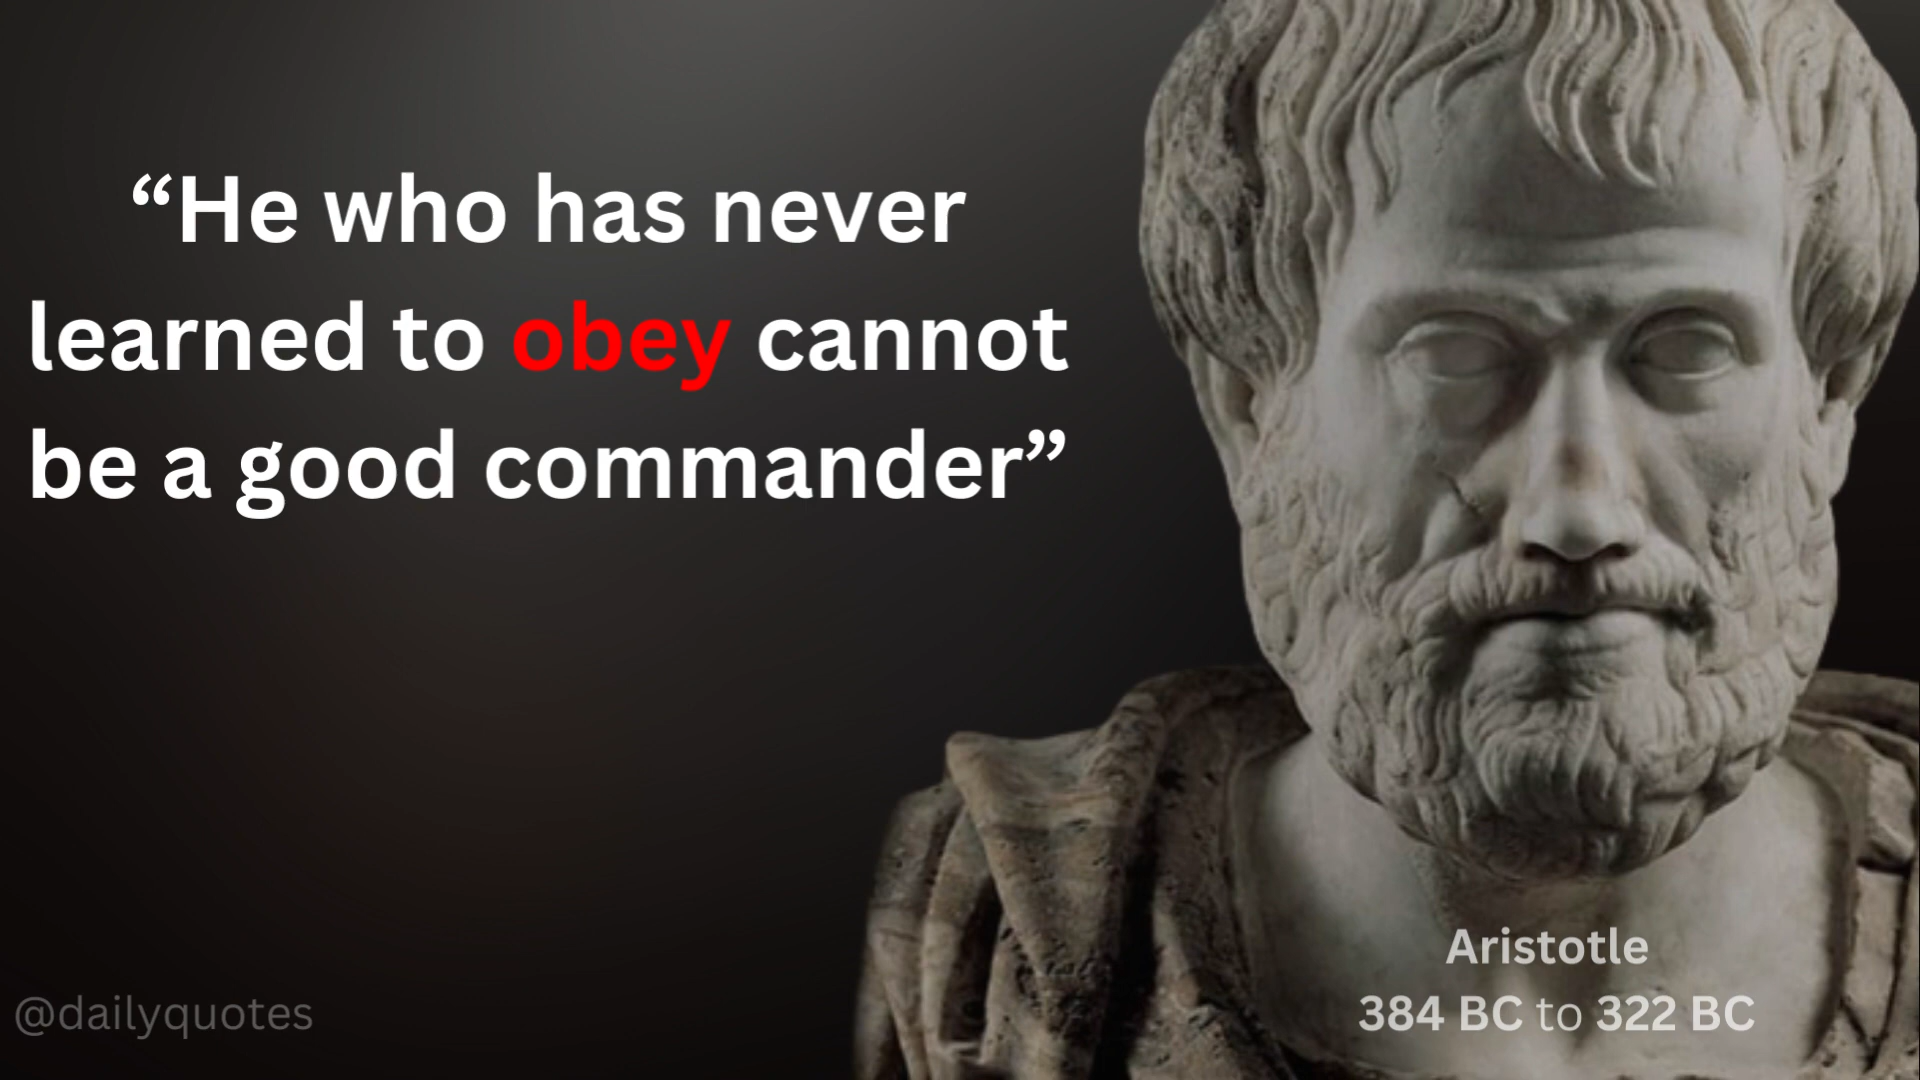 “He who has never
learned to obey cannot
be a good commander”
Aristotle
384 BC to 322 BC
@dailyquotes